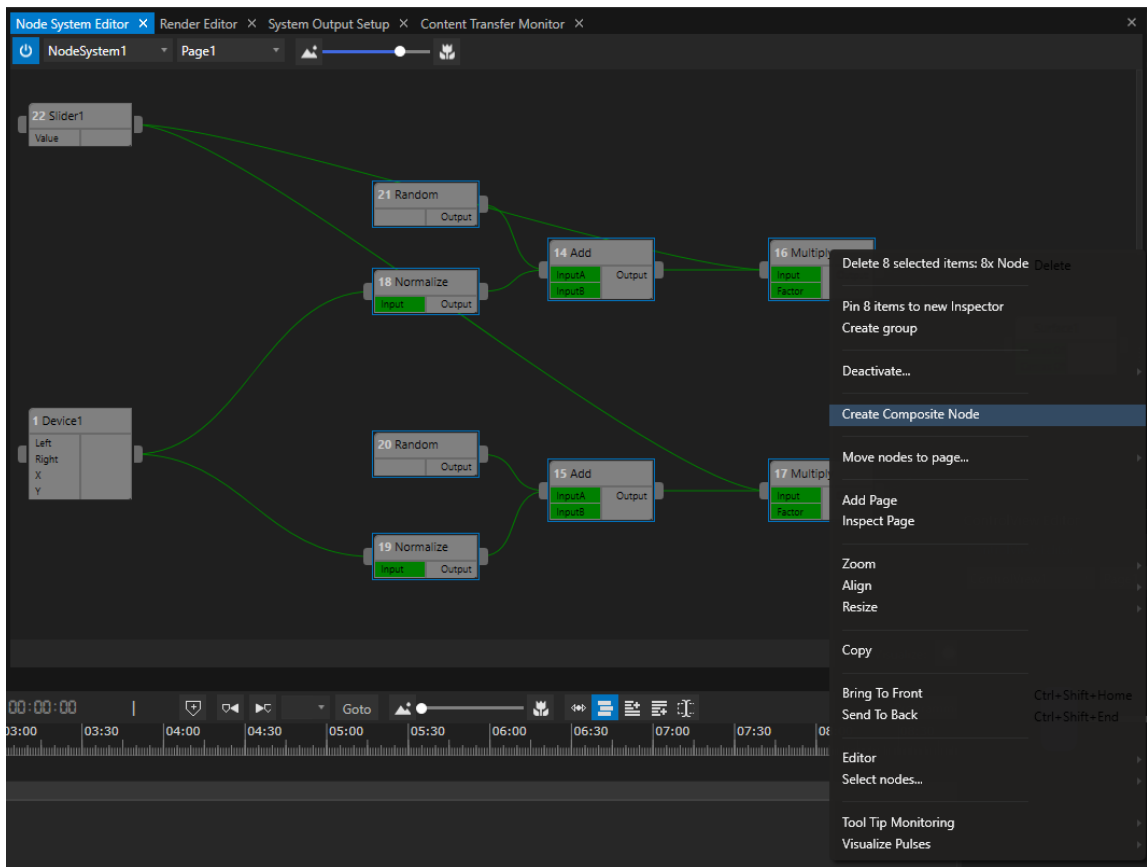 Node System Editor Render Editor System Output Setup Content Transfer Monitor
NodeSystem1 Page1
22 Slider1
Value
21 Random
Output
18 Normalize
Input Output
14 Add
InputA Output
InputB
16 Multiply
Input
Factor
1 Device1
Left
Right
X
Y
20 Random
Output
19 Normalize
Input Output
15 Add
InputA Output
InputB
17 Multiply
Input
Factor
Delete 8 selected items: 8x Node Delete
Pin 8 items to new Inspector
Create group
Deactivate...
Create Composite Node
Move nodes to page...
Add Page
Inspect Page
Zoom
Align
Resize
Copy
Bring To Front Ctrl+Shift+Home
Send To Back Ctrl+Shift+End
Editor
Select nodes...
Tool Tip Monitoring
Visualize Pulses
00:00:00 Goto
03:00 03:30 04:00 04:30 05:00 05:30 06:00 06:30 07:00 07:30 08